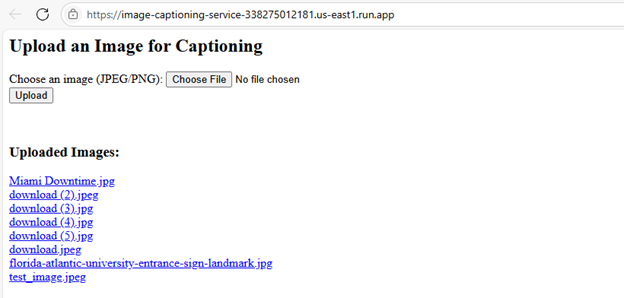 https://image-captioning-service-338275012181.us-east1.run.app
Upload an Image for Captioning
Choose an image (JPEG/PNG): Choose File No file chosen
Upload
Uploaded Images:
Miami Downtime.jpg
download (2).jpeg
download (3).jpg
download (4).jpg
download (5).jpg
download.jpeg
florida-atlantic-university-entrance-sign-landmark.jpg
test_image.jpeg